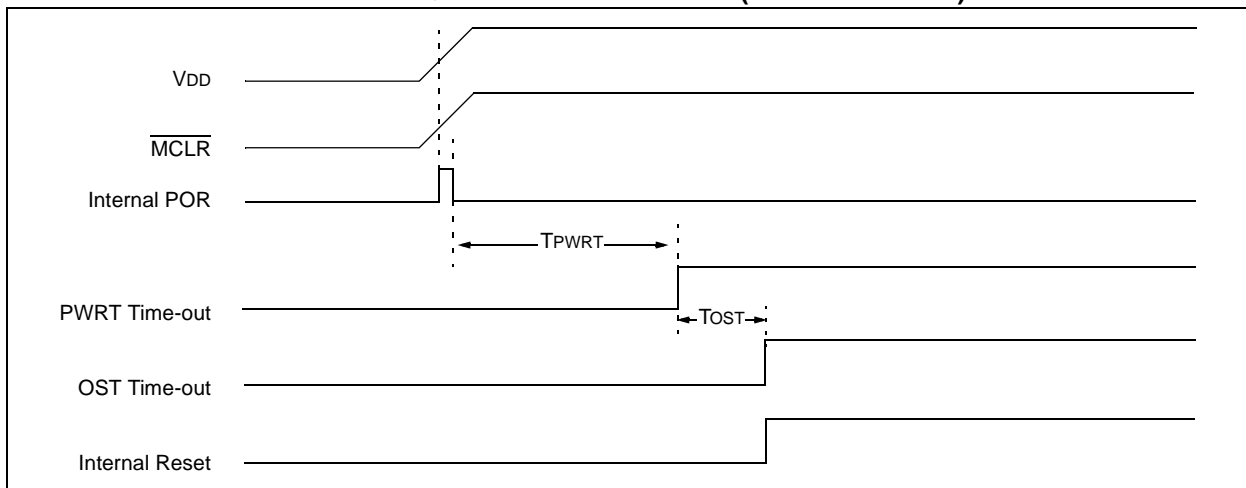 VDD
MCLR
Internal POR
TPWRT
PWRT Time-out
TOST
OST Time-out
Internal Reset